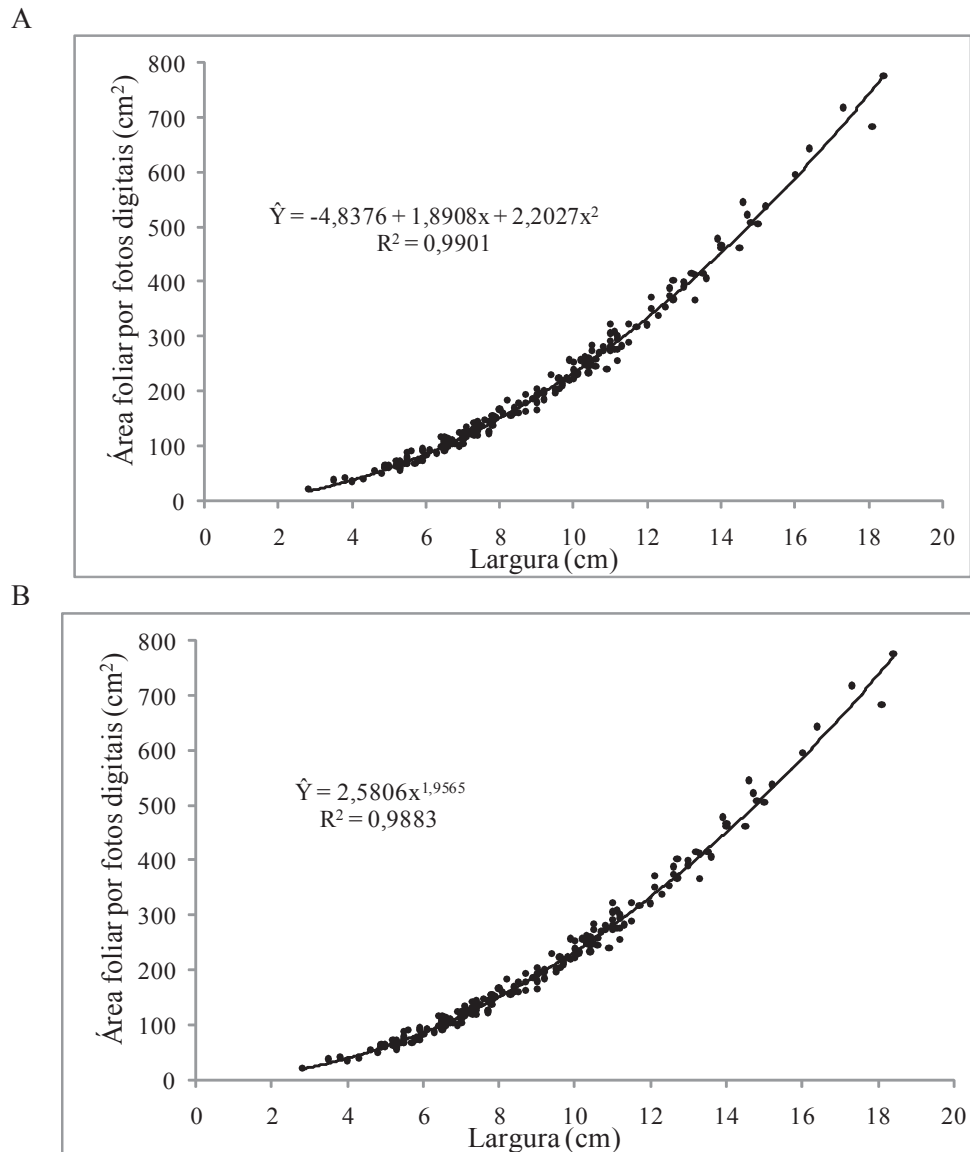 A
Área foliar por fotos digitais (cm²)
800
700
600
500
400
300
200
100
0
Ŷ = -4,8376 + 1,8908x + 2,2027x²
R² = 0,9901
0 2 4 6 8 10 12 14 16 18 20
Largura (cm)
B
Área foliar por fotos digitais (cm²)
800
700
600
500
400
300
200
100
0
Ŷ = 2,5806x¹,⁹⁵⁶⁵
R² = 0,9883
0 2 4 6 8 10 12 14 16 18 20
Largura (cm)